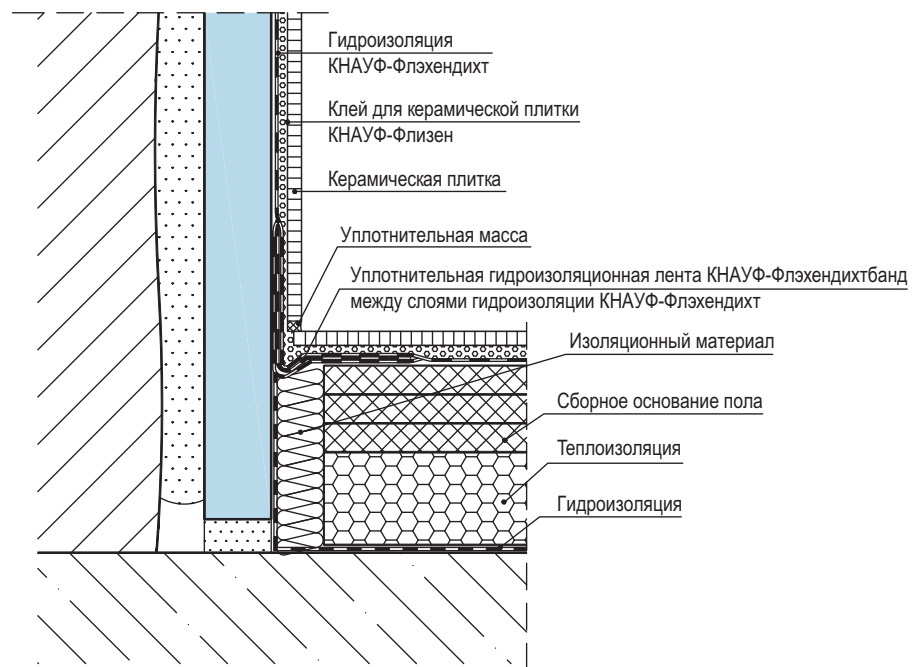 Гидроизоляция
КНАУФ-Флэхендихт
Клей для керамической плитки
КНАУФ-Флизен
Керамическая плитка
Уплотнительная масса
Уплотнительная гидроизоляционная лента КНАУФ-Флэхендихтбанд
между слоями гидроизоляции КНАУФ-Флэхендихт
Изоляционный материал
Сборное основание пола
Теплоизоляция
Гидроизоляция